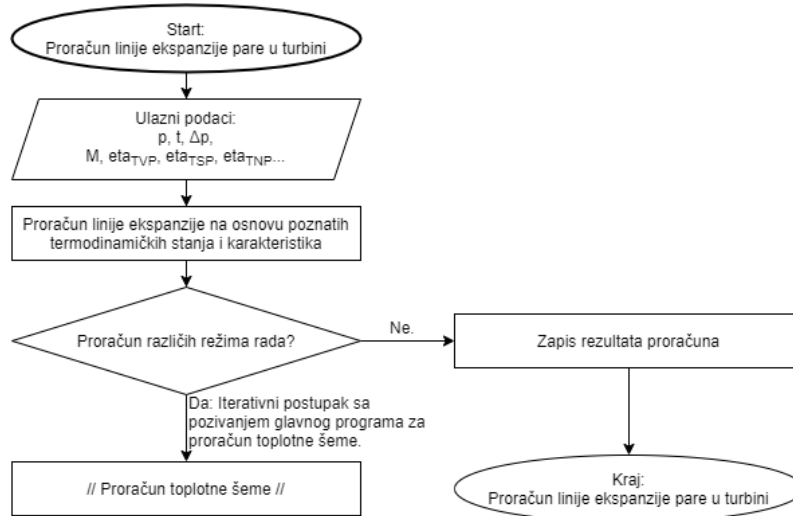 Start:
Proračun linije ekspanzije pare u turbini
Ulazni podaci:
p, t, Δp,
M, eta_TVP, eta_TSP, eta_TNP...
Proračun linije ekspanzije na osnovu poznatih
termodinamičkih stanja i karakteristika
Proračun različih režima rada?
Ne.
Zapis rezultata proračuna
Da: Iterativni postupak sa
pozivanjem glavnog programa za
proračun toplotne šeme.
// Proračun toplotne šeme //
Kraj:
Proračun linije ekspanzije pare u turbini